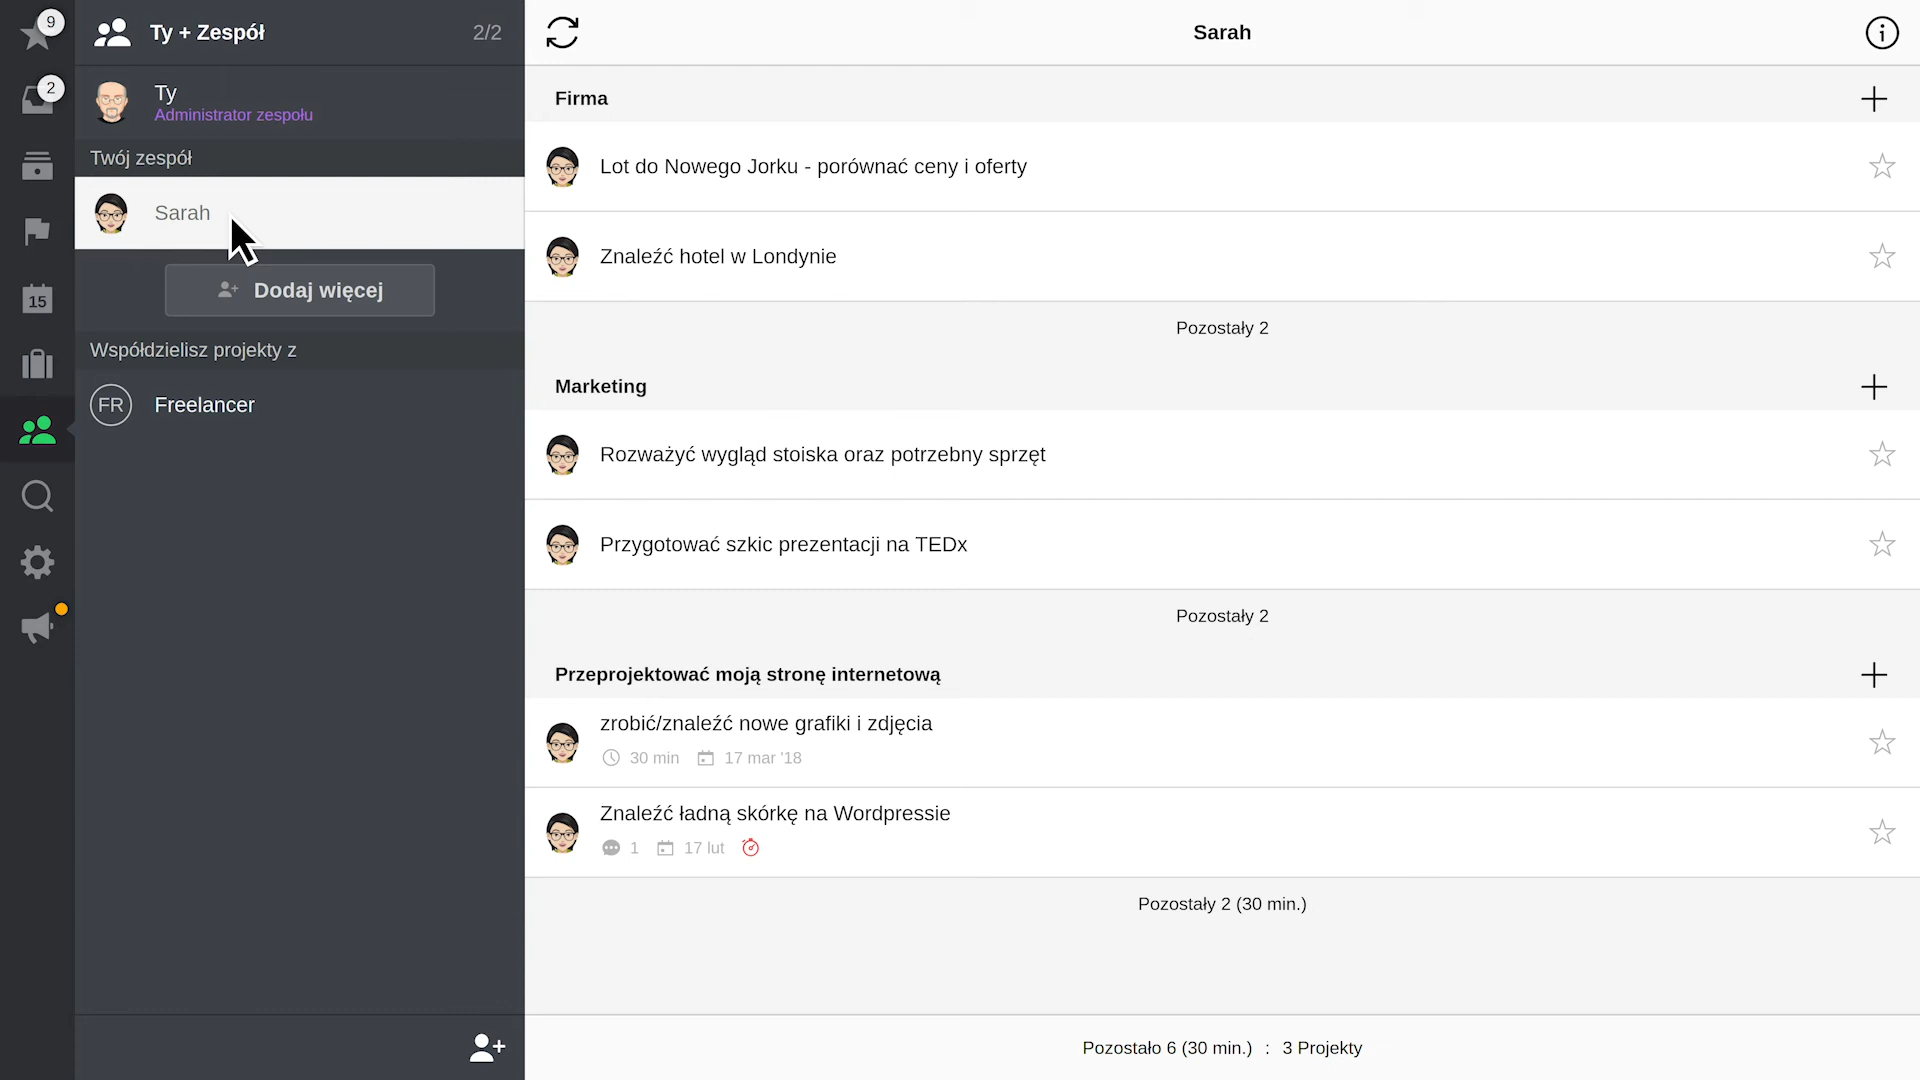 9
2
15
Ty + Zespół
2/2
Ty
Administrator zespołu
Twój zespół
Sarah
Dodaj więcej
Współdzielisz projekty z
FR
Freelancer
Sarah
Firma
Lot do Nowego Jorku - porównać ceny i oferty
Znaleźć hotel w Londynie
Pozostały 2
Marketing
Rozważyć wygląd stoiska oraz potrzebny sprzęt
Przygotować szkic prezentacji na TEDx
Pozostały 2
Przeprojektować moją stronę internetową
zrobić/znaleźć nowe grafiki i zdjęcia
30 min 17 mar '18
Znaleźć ładną skórkę na Wordpressie
1 17 lut
Pozostały 2 (30 min.)
Pozostało 6 (30 min.) : 3 Projekty